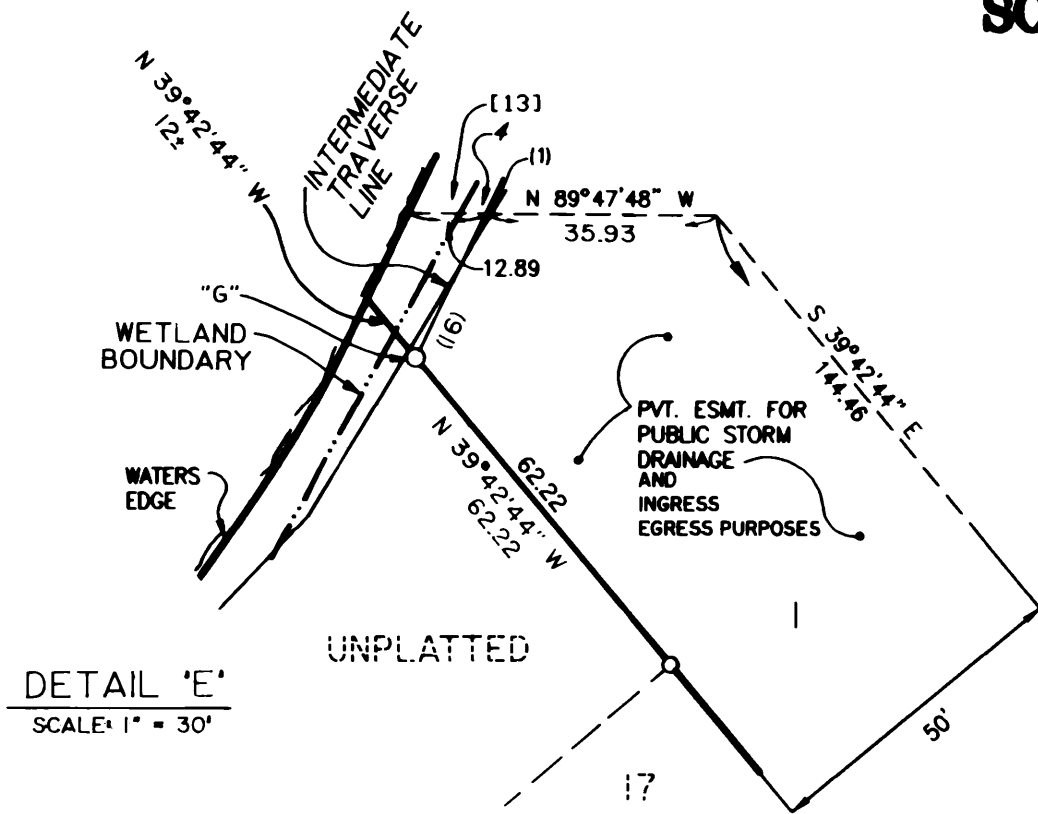 N 39°42'44" W
12±
INTERMEDIATE
TRAVERSE
LINE
[13]
4
(1)
N 89°47'48" W
35.93
12.89
"G"
(16)
WETLAND
BOUNDARY
S 39°42'44" E
144.46
PVT. ESMT. FOR
PUBLIC STORM
DRAINAGE
AND
INGRESS
EGRESS PURPOSES
62.22
N 39°42'44" W
62.22
WATERS
EDGE
1
UNPLATTED
DETAIL 'E'
SCALE: 1" = 30'
50'
17